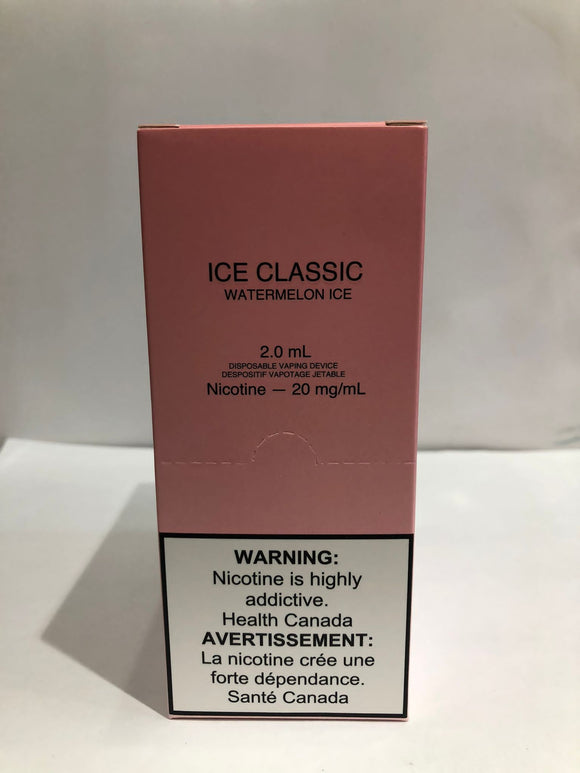 ICE CLASSIC
WATERMELON ICE
2.0 mL
DISPOSABLE VAPING DEVICE
DESPOSITIF VAPOTAGE JETABLE
Nicotine — 20 mg/mL
WARNING:
Nicotine is highly
addictive.
Health Canada
AVERTISSEMENT:
La nicotine crée une
forte dépendance.
Santé Canada